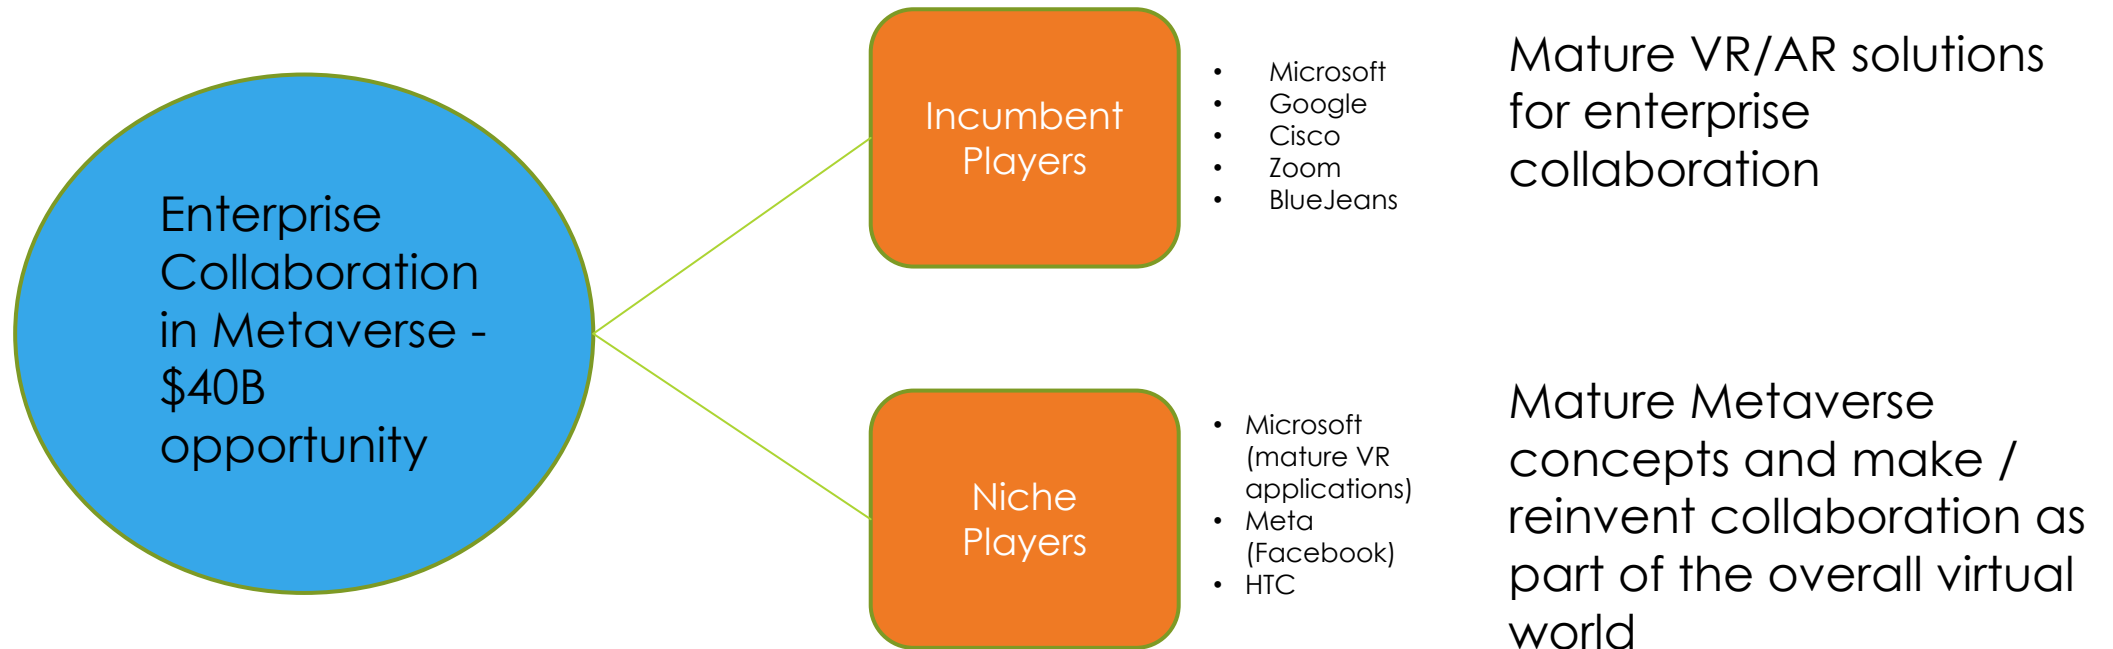 Enterprise
Collaboration
in Metaverse -
$40B
opportunity
Incumbent
Players
• Microsoft
• Google
• Cisco
• Zoom
• BlueJeans
Mature VR/AR solutions
for enterprise
collaboration
Niche
Players
• Microsoft
(mature VR
applications)
• Meta
(Facebook)
• HTC
Mature Metaverse
concepts and make /
reinvent collaboration as
part of the overall virtual
world